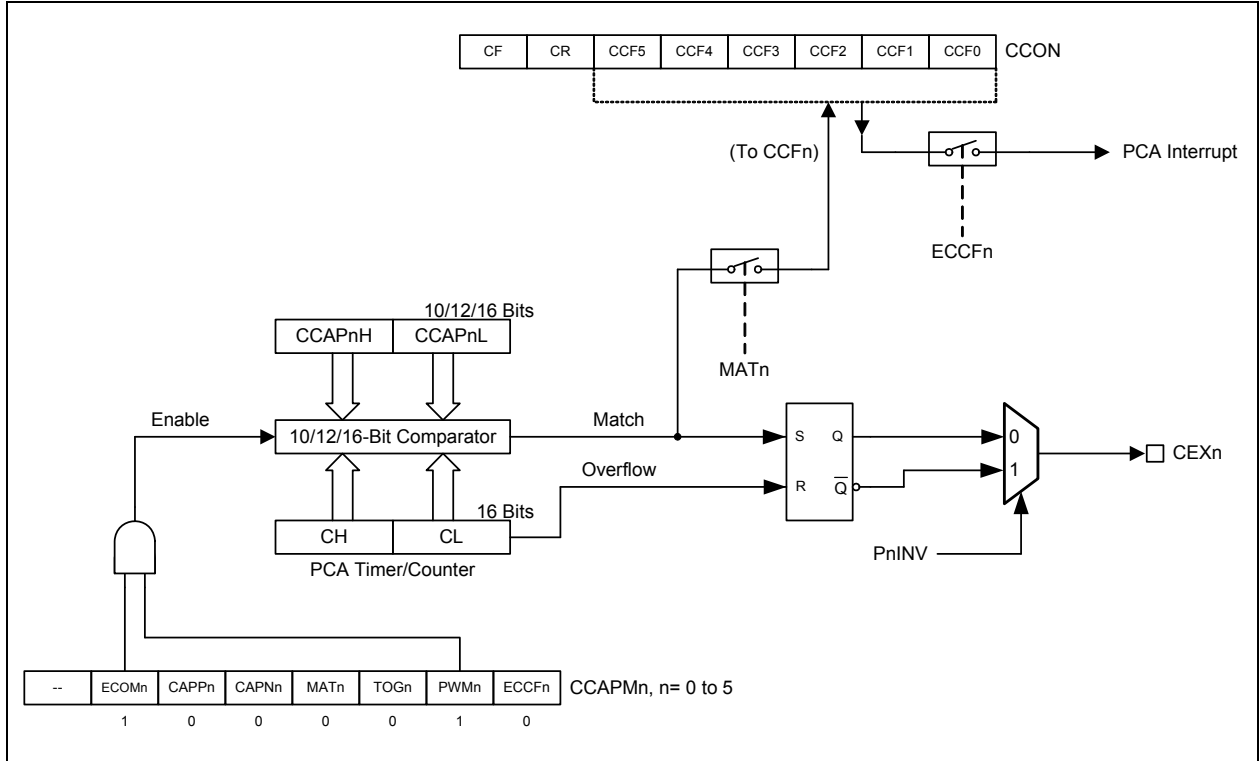 CF CR CCF5 CCF4 CCF3 CCF2 CCF1 CCF0 CCON
(To CCFn)
PCA Interrupt
ECCFn
MATn
10/12/16 Bits
CCAPnH CCAPnL
Enable
10/12/16-Bit Comparator
Match
S Q
0
1
CEXn
Overflow
R Q̅
16 Bits
CH CL
PCA Timer/Counter
PnINV
-- ECOMn CAPPn CAPNn MATn TOGn PWMn ECCFn CCAPMn, n= 0 to 5
1 0 0 0 0 1 0